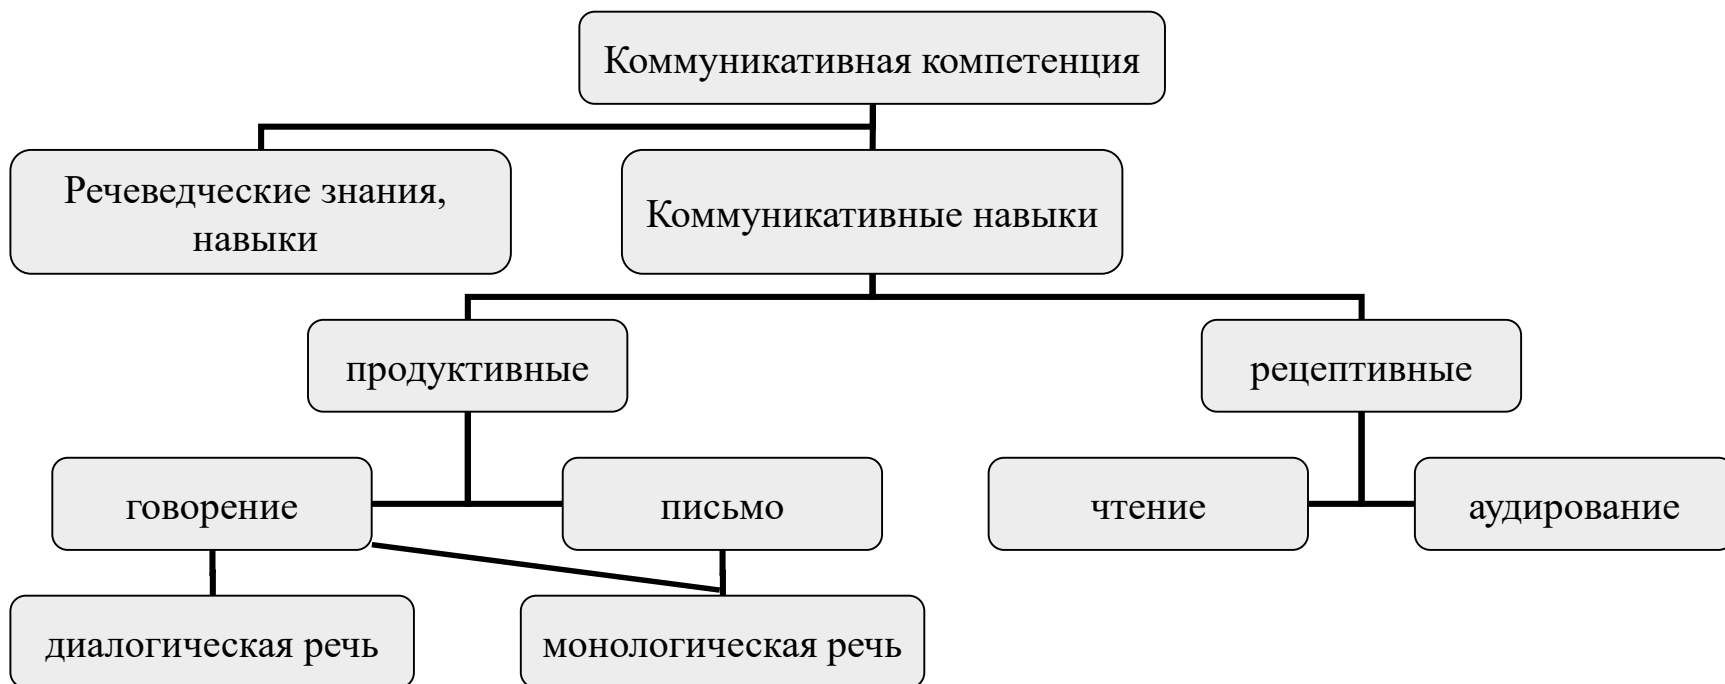 Коммуникативная компетенция
Речеведческие знания,
навыки
Коммуникативные навыки
продуктивные
рецептивные
говорение
письмо
чтение
аудирование
диалогическая речь
монологическая речь